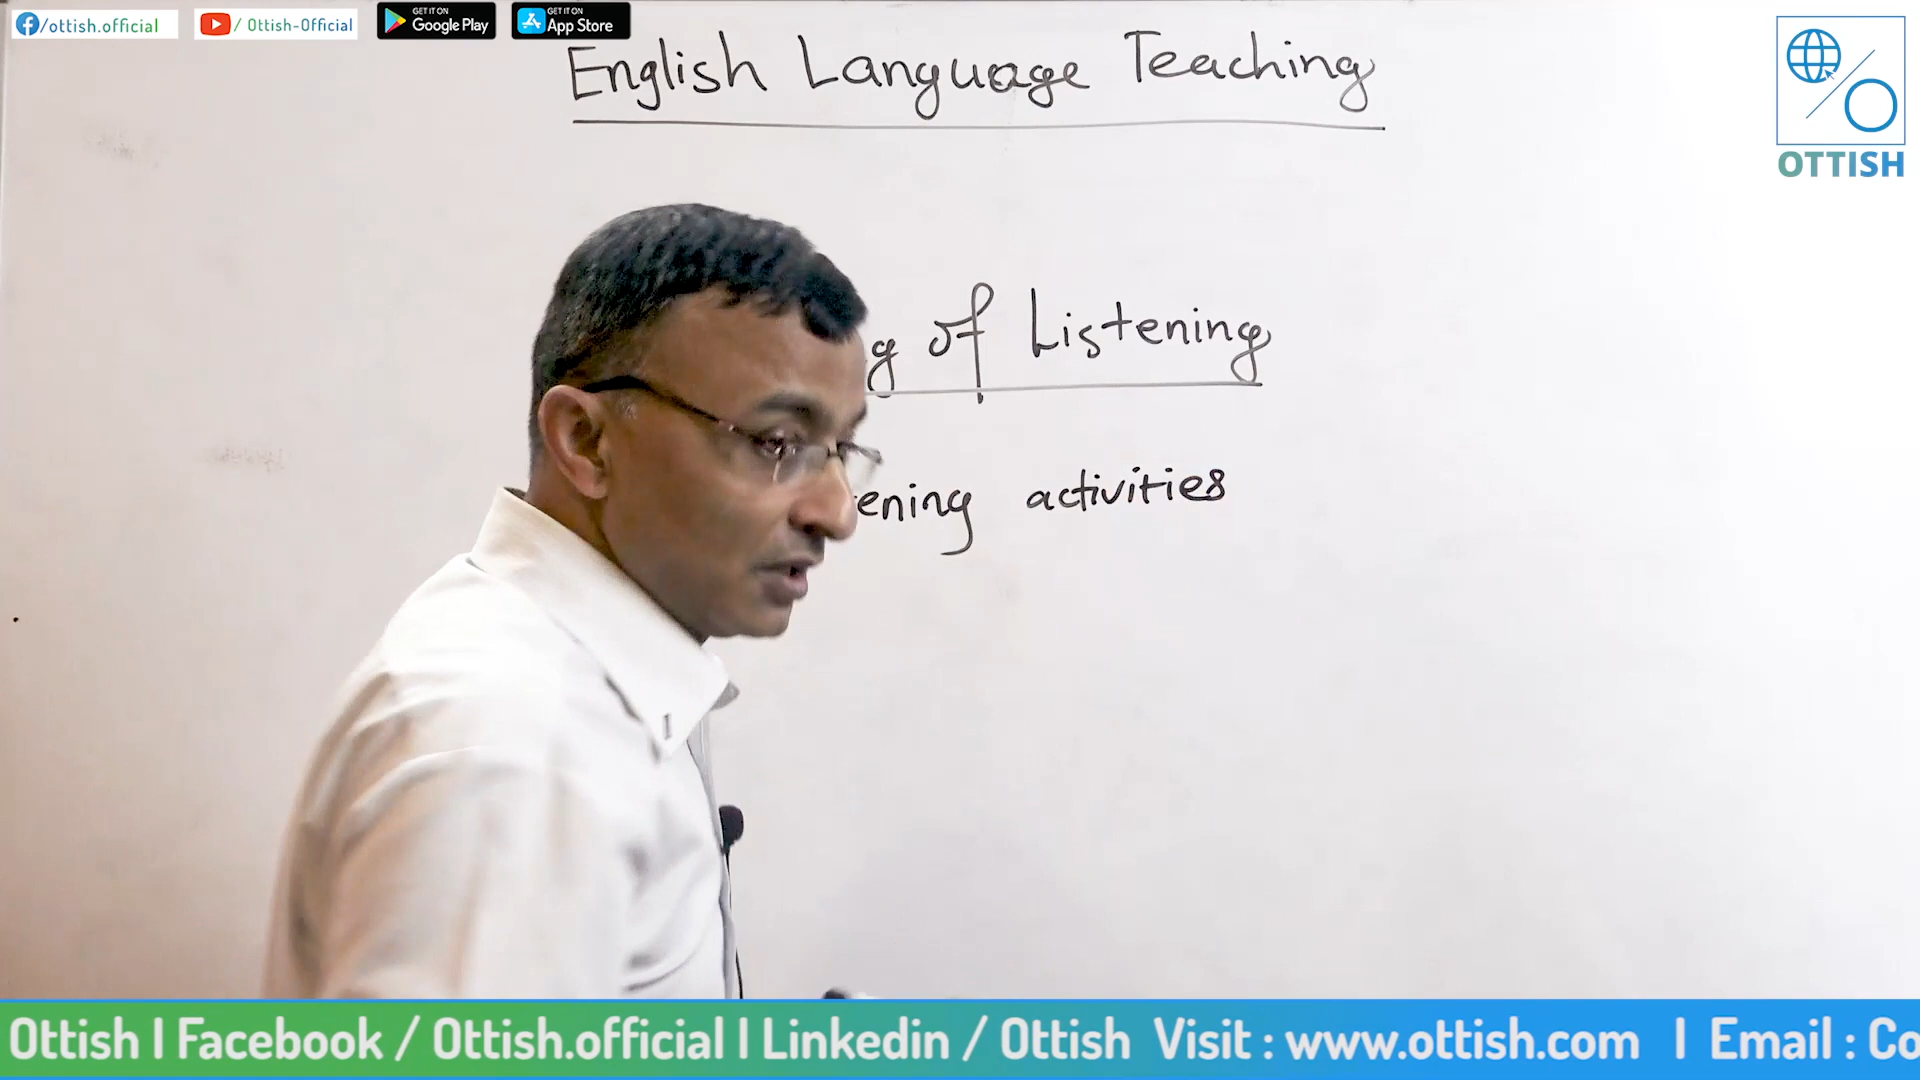 /ottish.official
/ Ottish-Official
GET IT ON
Google Play
GET IT ON
App Store
English Language Teaching
OTTISH
of Listening
activities
Ottish I Facebook / Ottish.official I Linkedin / Ottish Visit : www.ottish.com I Email : Co